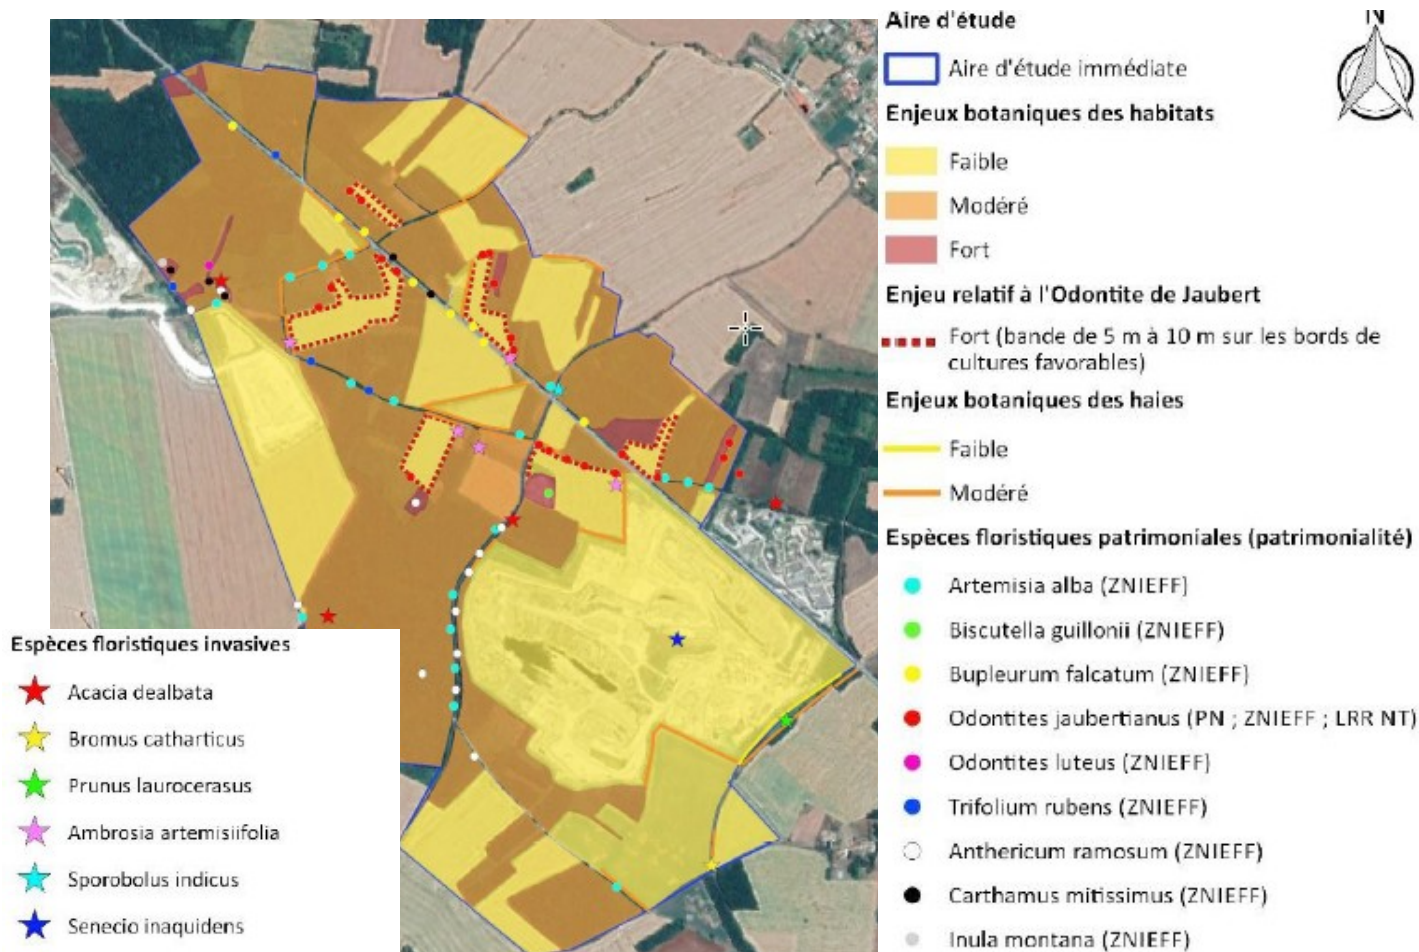 Aire d'étude
N
Aire d'étude immédiate
Enjeux botaniques des habitats
Faible
Modéré
Fort
Enjeu relatif à l'Odontite de Jaubert
Fort (bande de 5 m à 10 m sur les bords de
cultures favorables)
Enjeux botaniques des haies
Faible
Modéré
Espèces floristiques patrimoniales (patrimonialité)
Artemisia alba (ZNIEFF)
Biscutella guillonii (ZNIEFF)
Bupleurum falcatum (ZNIEFF)
Odontites jaubertianus (PN ; ZNIEFF ; LRR NT)
Odontites luteus (ZNIEFF)
Trifolium rubens (ZNIEFF)
Anthericum ramosum (ZNIEFF)
Carthamus mitissimus (ZNIEFF)
Inula montana (ZNIEFF)
Espèces floristiques invasives
Acacia dealbata
Bromus catharticus
Prunus laurocerasus
Ambrosia artemisiifolia
Sporobolus indicus
Senecio inaquidens